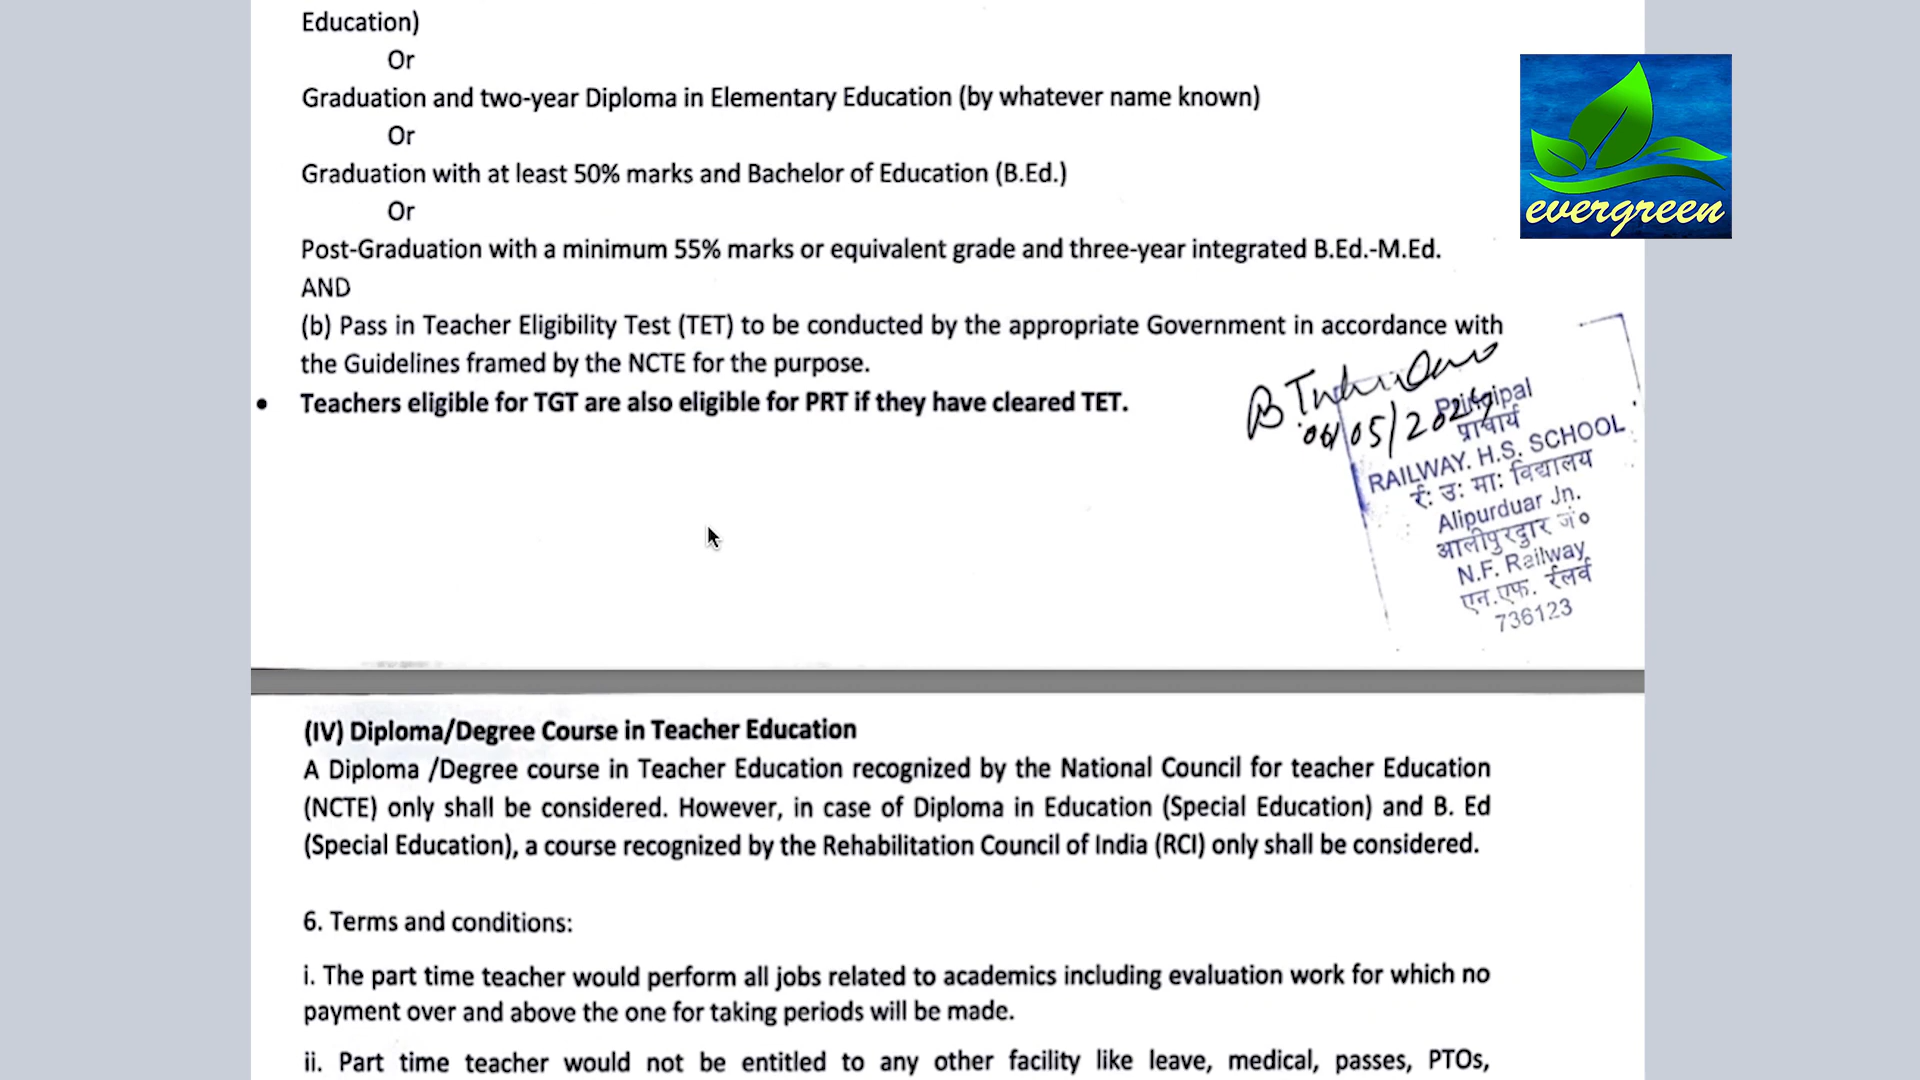 Education)
Or
Graduation and two-year Diploma in Elementary Education (by whatever name known)
Or
Graduation with at least 50% marks and Bachelor of Education (B.Ed.)
Or
Post-Graduation with a minimum 55% marks or equivalent grade and three-year integrated B.Ed.-M.Ed.
AND
(b) Pass in Teacher Eligibility Test (TET) to be conducted by the appropriate Government in accordance with
the Guidelines framed by the NCTE for the purpose.
• Teachers eligible for TGT are also eligible for PRT if they have cleared TET.
evergreen
06/05/2024
Principal
प्राचार्य
RAILWAY. H.S. SCHOOL
र्रे: उ: मा: विद्यालय
Alipurduar Jn.
आलीपुरद्वार जं०
N.F. Railway
एन.एफ. र्रेलवे
736123
(IV) Diploma/Degree Course in Teacher Education
A Diploma /Degree course in Teacher Education recognized by the National Council for teacher Education
(NCTE) only shall be considered. However, in case of Diploma in Education (Special Education) and B. Ed
(Special Education), a course recognized by the Rehabilitation Council of India (RCI) only shall be considered.
6. Terms and conditions:
i. The part time teacher would perform all jobs related to academics including evaluation work for which no
payment over and above the one for taking periods will be made.
ii. Part time teacher would not be entitled to any other facility like leave, medical, passes, PTOs,